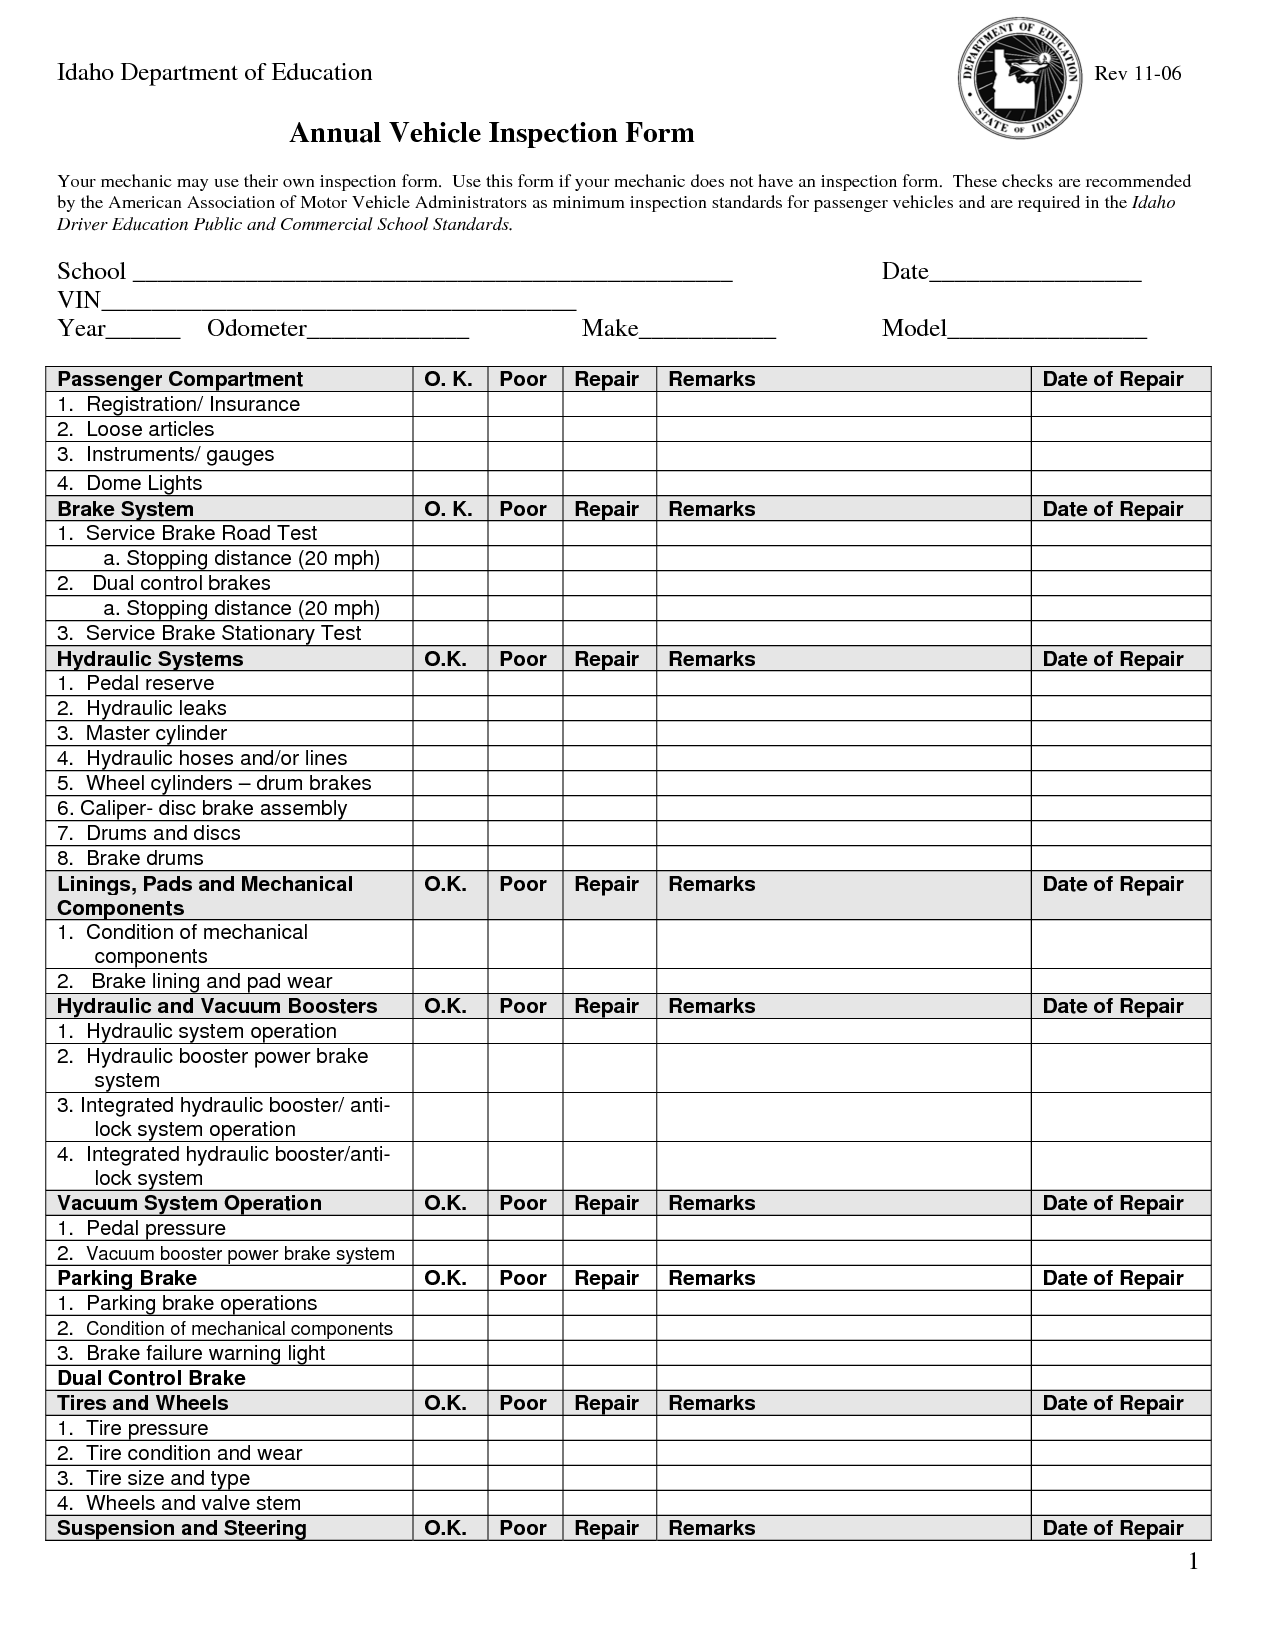 Idaho Department of Education
DEPARTMENT OF EDUCATION
STATE OF IDAHO
Rev 11-06
Annual Vehicle Inspection Form
Your mechanic may use their own inspection form.  Use this form if your mechanic does not have an inspection form.  These checks are recommended
by the American Association of Motor Vehicle Administrators as minimum inspection standards for passenger vehicles and are required in the Idaho
Driver Education Public and Commercial School Standards.
School ________________________________________________ Date_________________
VIN______________________________________
Year______ Odometer_____________ Make___________ Model________________
Passenger Compartment O. K. Poor Repair Remarks Date of Repair
1. Registration/ Insurance
2. Loose articles
3. Instruments/ gauges
4. Dome Lights
Brake System O. K. Poor Repair Remarks Date of Repair
1. Service Brake Road Test
a. Stopping distance (20 mph)
2. Dual control brakes
a. Stopping distance (20 mph)
3. Service Brake Stationary Test
Hydraulic Systems O.K. Poor Repair Remarks Date of Repair
1. Pedal reserve
2. Hydraulic leaks
3. Master cylinder
4. Hydraulic hoses and/or lines
5. Wheel cylinders – drum brakes
6. Caliper- disc brake assembly
7. Drums and discs
8. Brake drums
Linings, Pads and Mechanical O.K. Poor Repair Remarks Date of Repair
Components
1. Condition of mechanical
components
2. Brake lining and pad wear
Hydraulic and Vacuum Boosters O.K. Poor Repair Remarks Date of Repair
1. Hydraulic system operation
2. Hydraulic booster power brake
system
3. Integrated hydraulic booster/ anti-
lock system operation
4. Integrated hydraulic booster/anti-
lock system
Vacuum System Operation O.K. Poor Repair Remarks Date of Repair
1. Pedal pressure
2. Vacuum booster power brake system
Parking Brake O.K. Poor Repair Remarks Date of Repair
1. Parking brake operations
2. Condition of mechanical components
3. Brake failure warning light
Dual Control Brake
Tires and Wheels O.K. Poor Repair Remarks Date of Repair
1. Tire pressure
2. Tire condition and wear
3. Tire size and type
4. Wheels and valve stem
Suspension and Steering O.K. Poor Repair Remarks Date of Repair
1